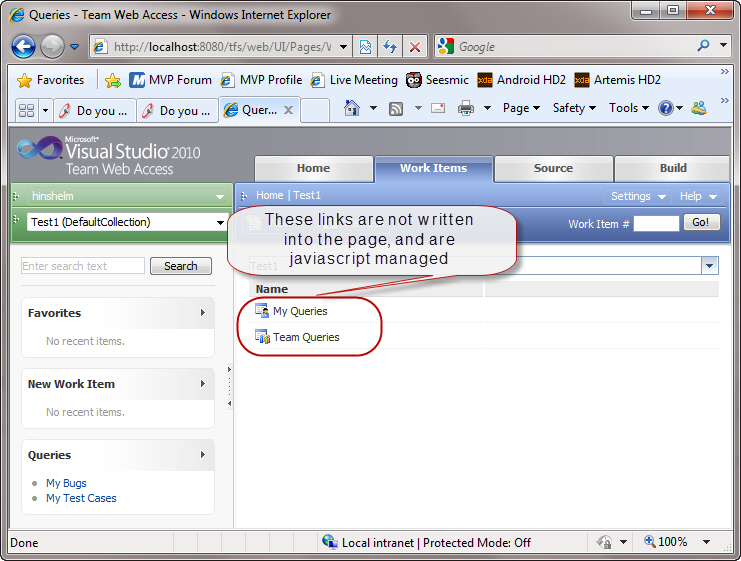 Queries - Team Web Access - Windows Internet Explorer
http://localhost:8080/tfs/web/UI/Pages/W
Google
Favorites MVP Forum MVP Profile Live Meeting Seesmic Android HD2 Artemis HD2
Do you ... Do you ... Quer...
Page Safety Tools
Microsoft®
Visual Studio 2010
Team Web Access
Home Work Items Source Build
hinshelm Home | Test1 Settings Help
Test1 (DefaultCollection) Work Item # Go!
These links are not written
into the page, and are
javiascript managed
Enter search text Search Test1
Name
Favorites My Queries
No recent items. Team Queries
New Work Item
No recent items.
Queries
My Bugs
My Test Cases
Done Local intranet | Protected Mode: Off 100%